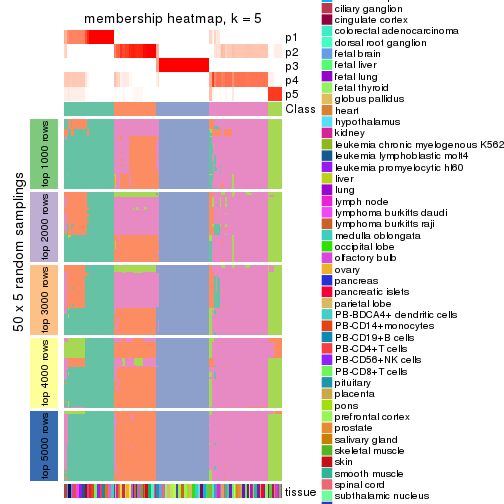 membership heatmap, k = 5
p1
p2
p3
p4
p5
Class
50 x 5 random samplings
top 1000 rows
top 2000 rows
top 3000 rows
top 4000 rows
top 5000 rows
tissue
ciliary ganglion
cingulate cortex
colorectal adenocarcinoma
dorsal root ganglion
fetal brain
fetal liver
fetal lung
fetal thyroid
globus pallidus
heart
hypothalamus
kidney
leukemia chronic myelogenous K562
leukemia lymphoblastic molt4
leukemia promyelocytic hl60
liver
lung
lymph node
lymphoma burkitts daudi
lymphoma burkitts raji
medulla oblongata
occipital lobe
olfactory bulb
ovary
pancreas
pancreatic islets
parietal lobe
PB-BDCA4+ dendritic cells
PB-CD14+monocytes
PB-CD19+B cells
PB-CD4+T cells
PB-CD56+NK cells
PB-CD8+T cells
pituitary
placenta
pons
prefrontal cortex
prostate
salivary gland
skeletal muscle
skin
smooth muscle
spinal cord
subthalamic nucleus